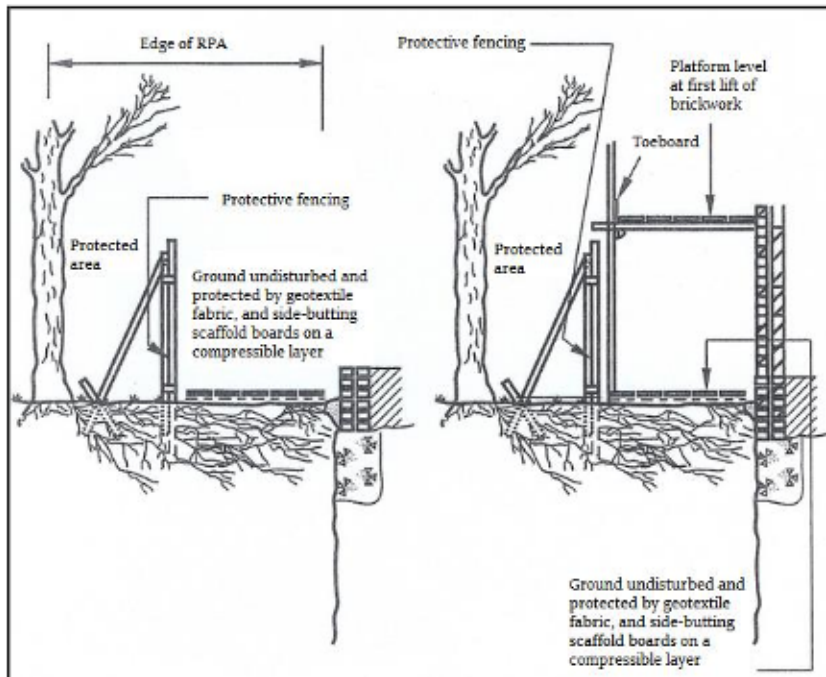 Edge of RPA
Protective fencing
Protected
area
Ground undisturbed and
protected by geotextile
fabric, and side-butting
scaffold boards on a
compressible layer
Protective fencing
Platform level
at first lift of
brickwork
Toeboard
Protected
area
Ground undisturbed and
protected by geotextile
fabric, and side-butting
scaffold boards on a
compressible layer